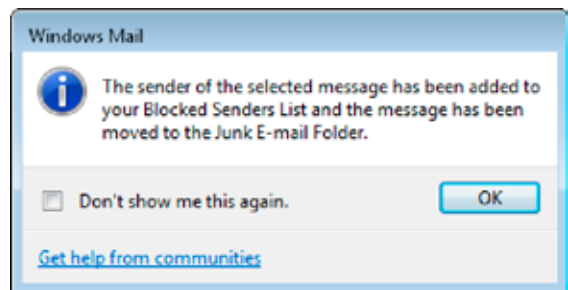 Windows Mail
The sender of the selected message has been added to
your Blocked Senders List and the message has been
moved to the Junk E-mail Folder.
Don't show me this again.
OK
Get help from communities